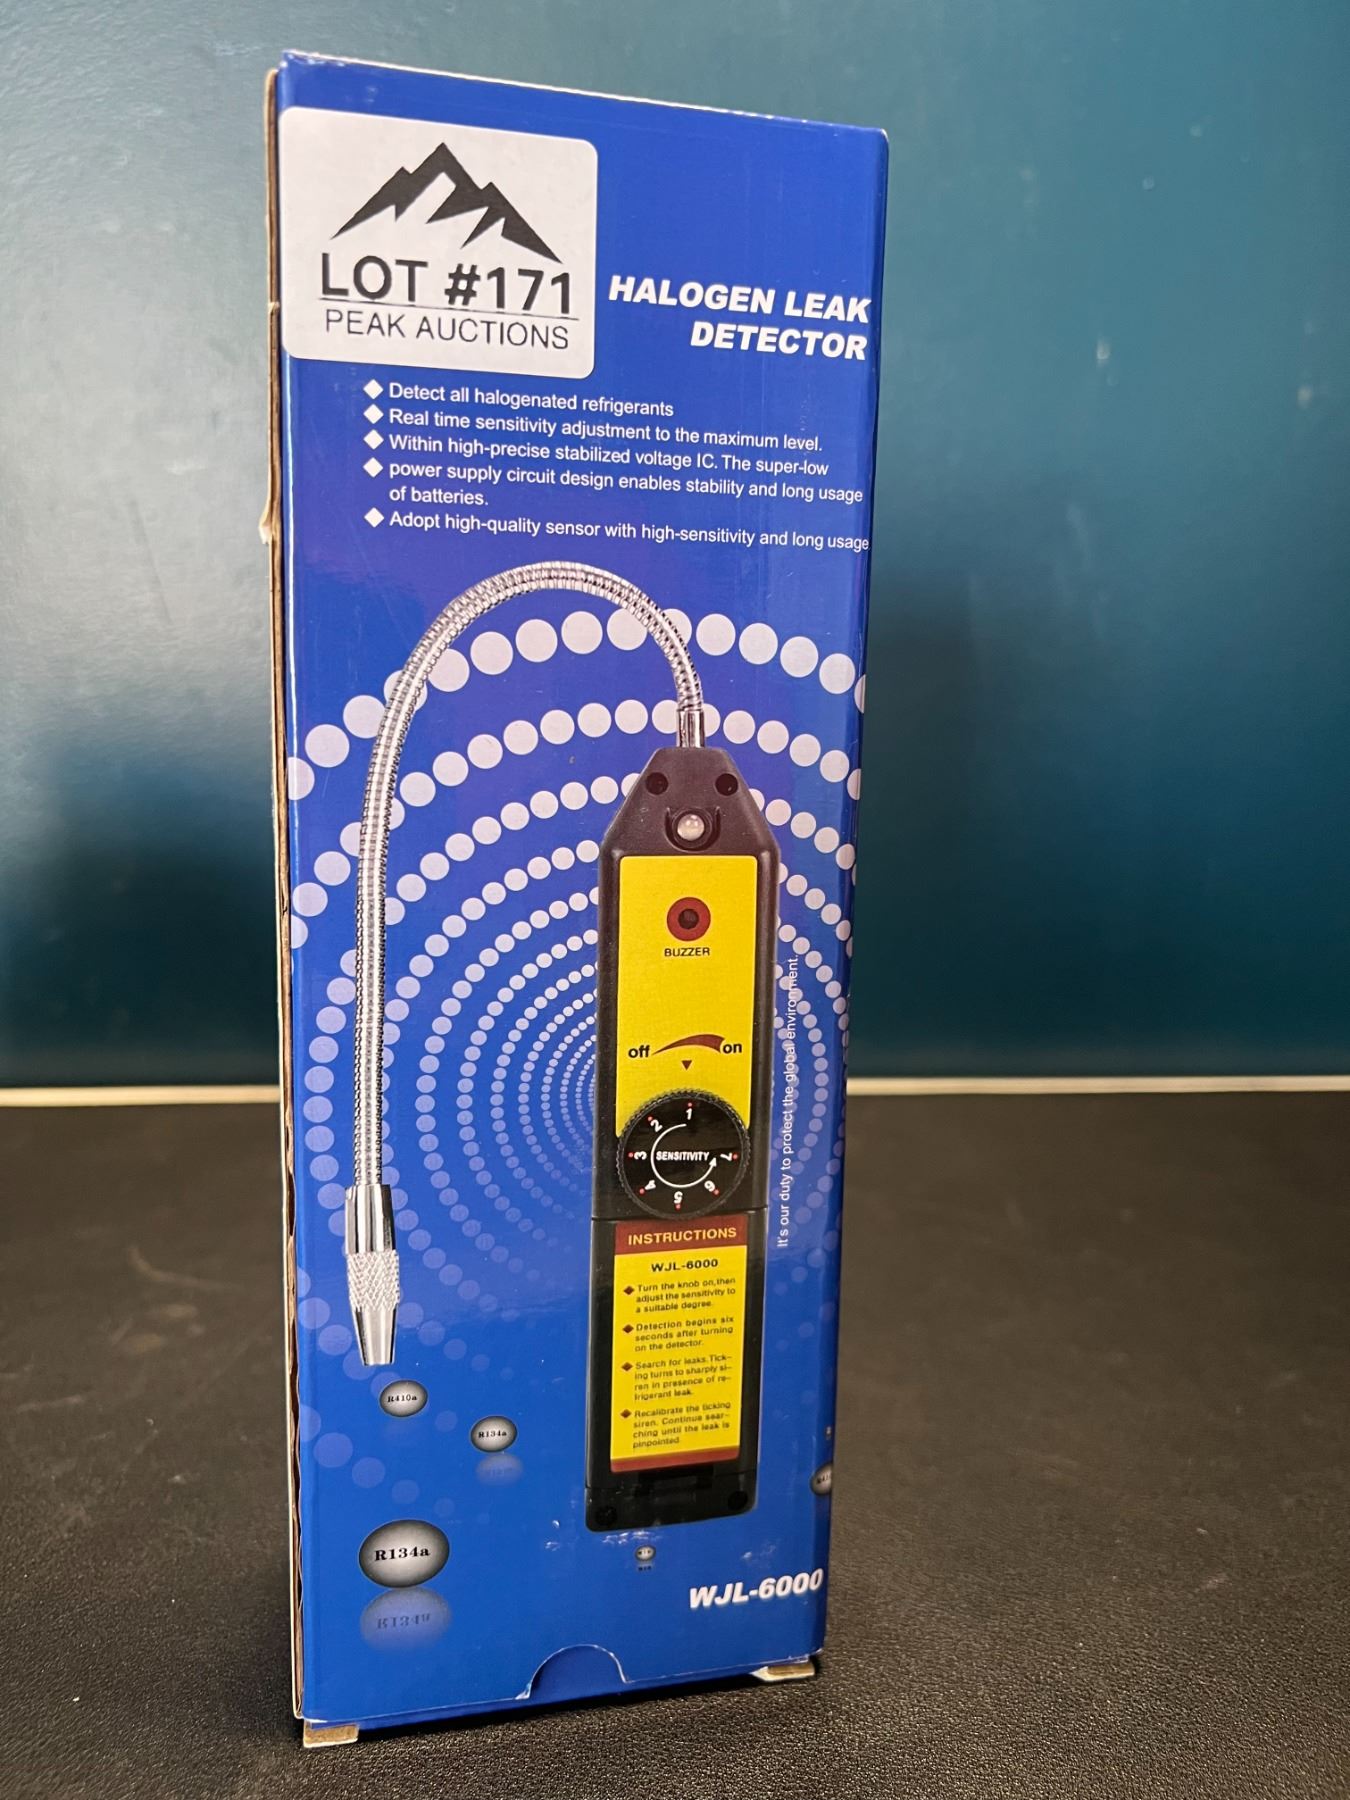 LOT #171
PEAK AUCTIONS
HALOGEN LEAK
DETECTOR
Detect all halogenated refrigerants
Real time sensitivity adjustment to the maximum level.
Within high-precise stabilized voltage IC. The super-low
power supply circuit design enables stability and long usage
of batteries.
Adopt high-quality sensor with high-sensitivity and long usage
BUZZER
off on
1
2
3
4
5
6
7
SENSITIVITY
It's our duty to protect the global environment.
INSTRUCTIONS
WJL-6000
Turn the knob on,then
adjust the sensitivity to
a suitable degree.
Detection begins six
seconds after turning
on the detector.
Search for leaks.Tick-
ing turns to sharply si-
ren in presence of re-
frigerant leak.
Recalibrate the ticking
siren. Continue sear-
ching until the leak is
pinpointed.
R410a
R134a
R134a
WJL-6000